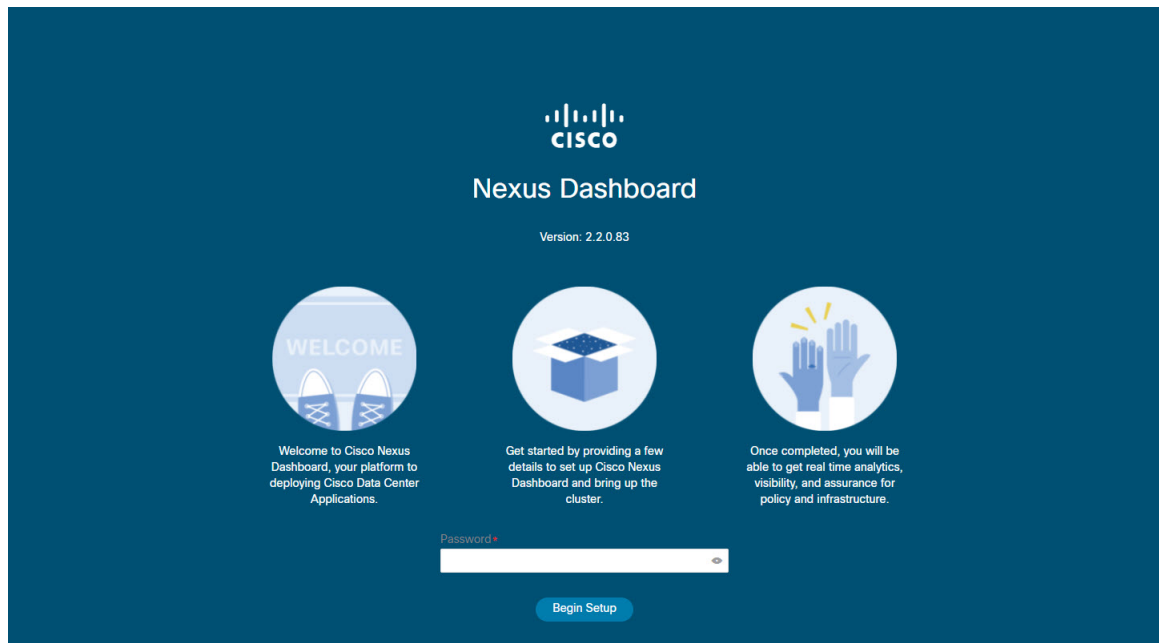 CISCO
Nexus Dashboard
Version: 2.2.0.83
WELCOME
Welcome to Cisco Nexus
Dashboard, your platform to
deploying Cisco Data Center
Applications.
Get started by providing a few
details to set up Cisco Nexus
Dashboard and bring up the
cluster.
Once completed, you will be
able to get real time analytics,
visibility, and assurance for
policy and infrastructure.
Password
Begin Setup